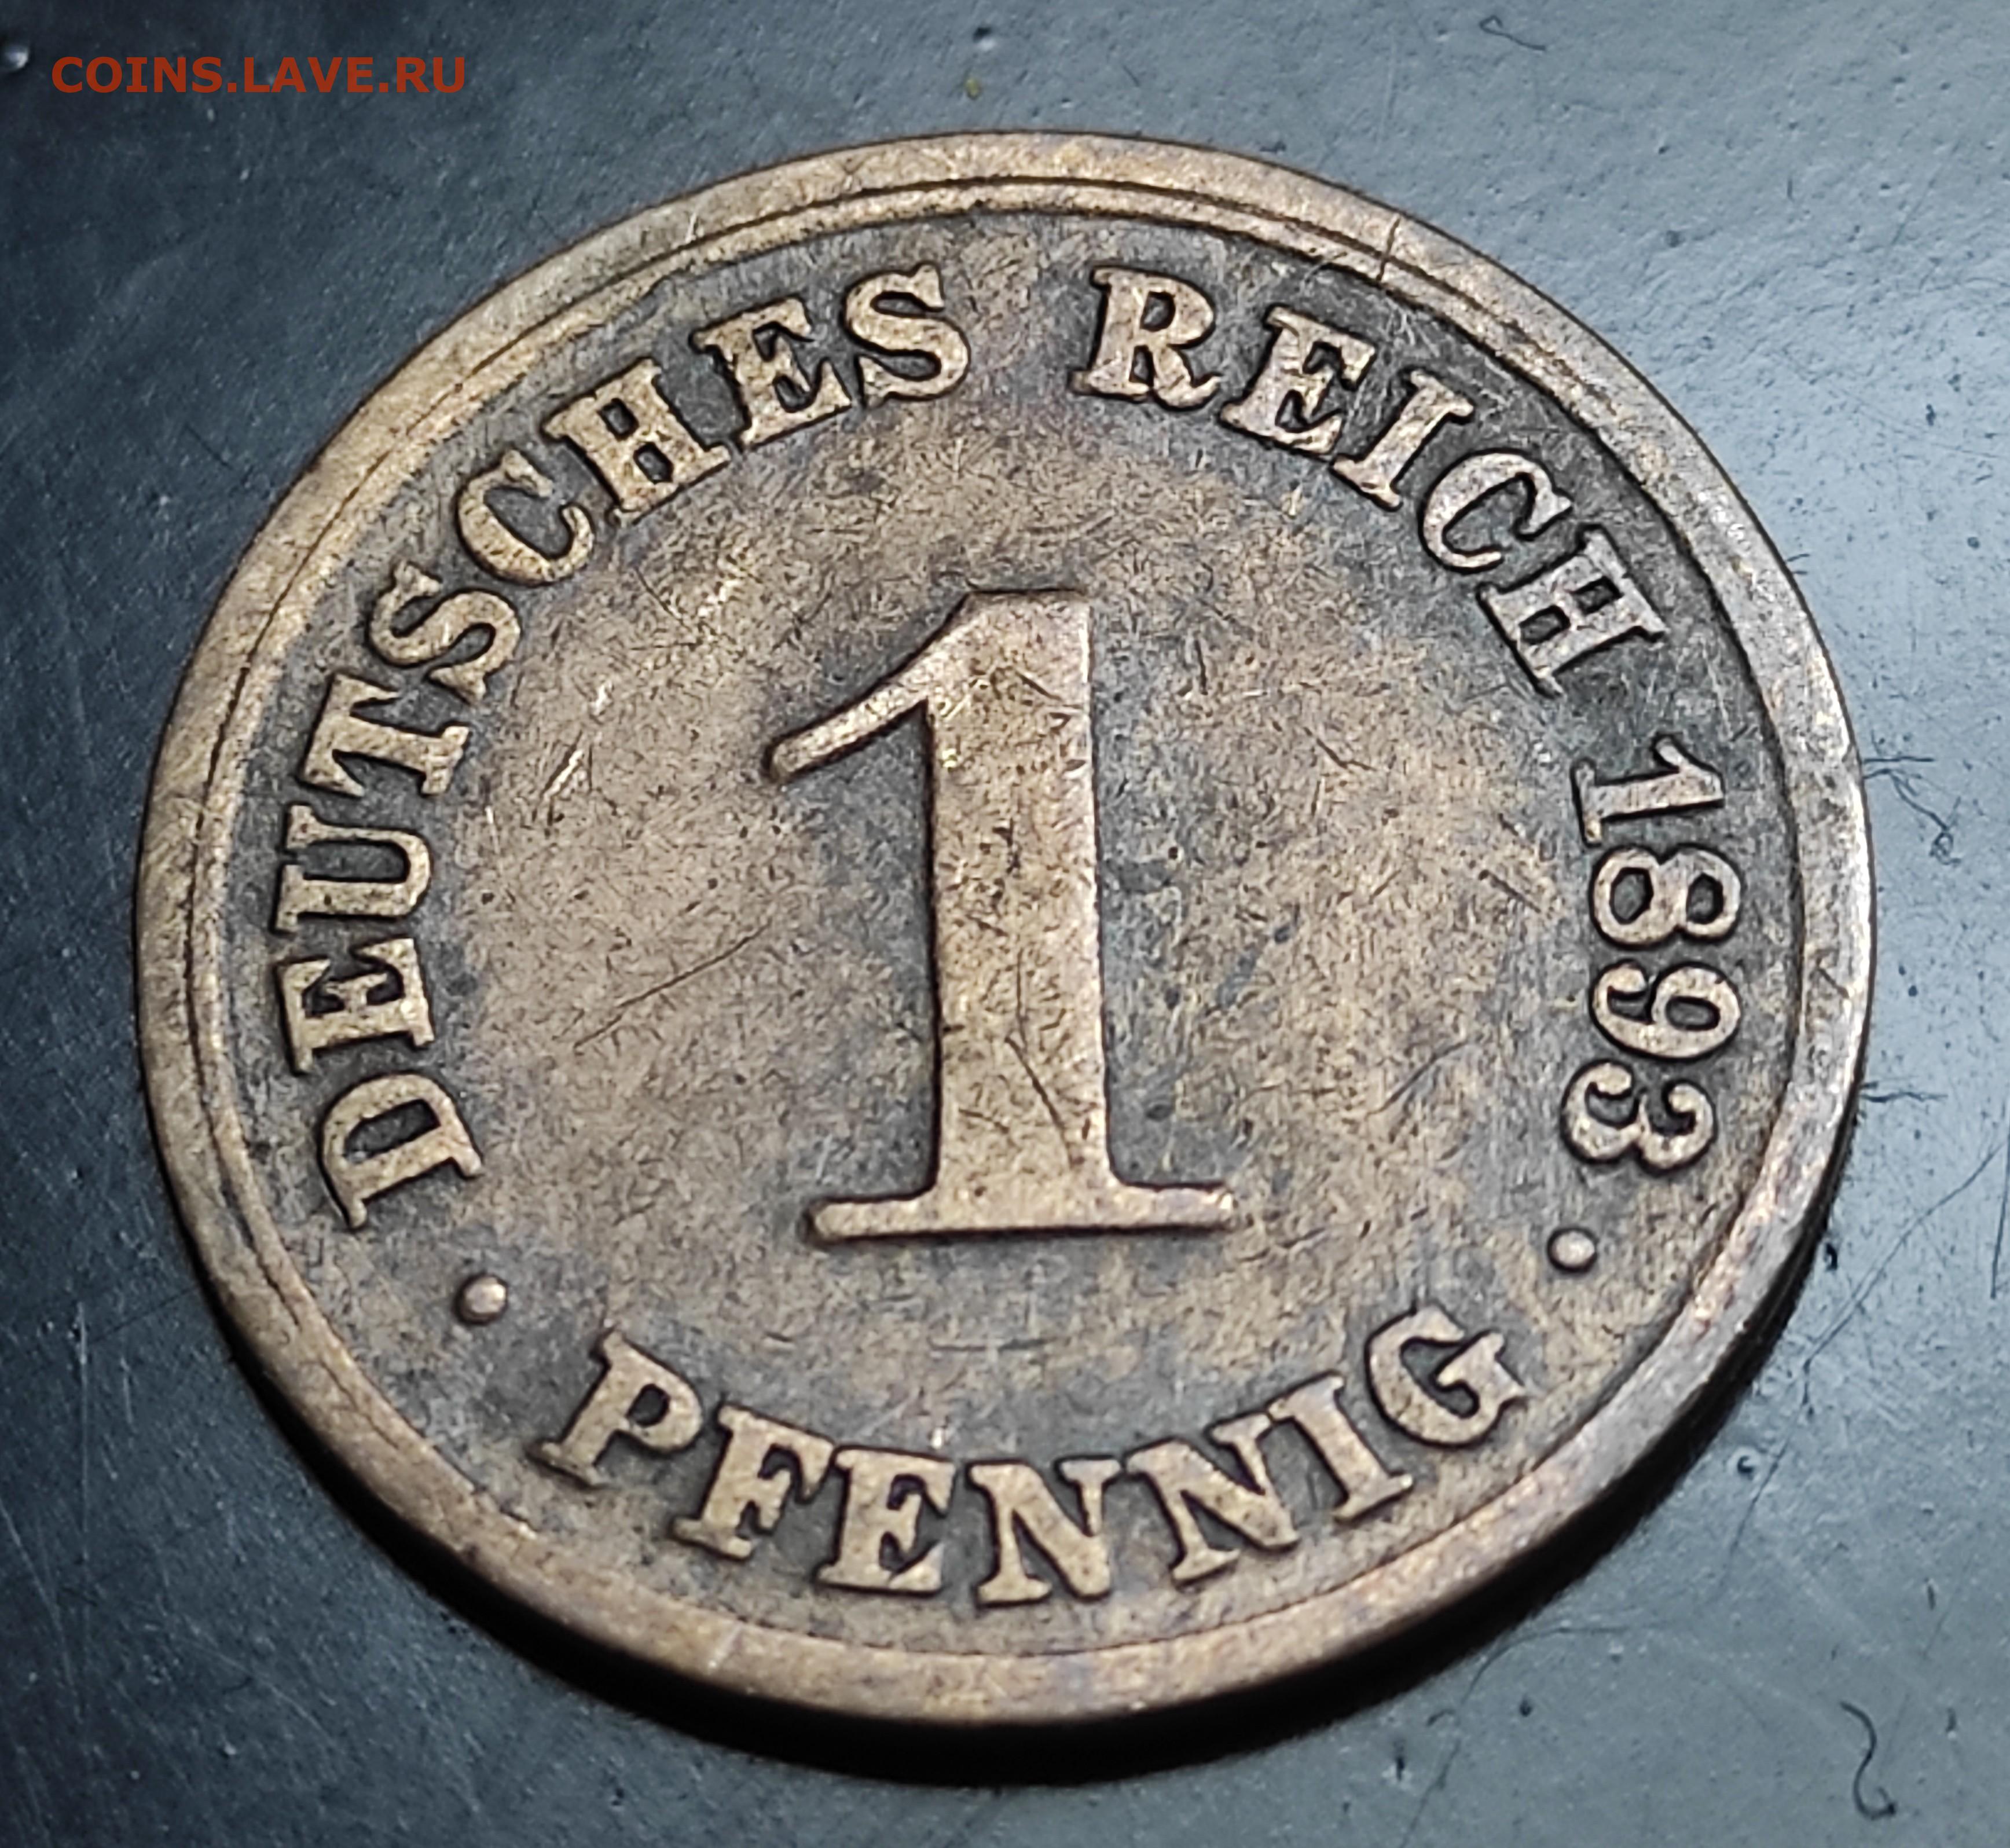 COINS.LAVE.RU
DEUTSCHES REICH 1893
1
· PFENNIG ·